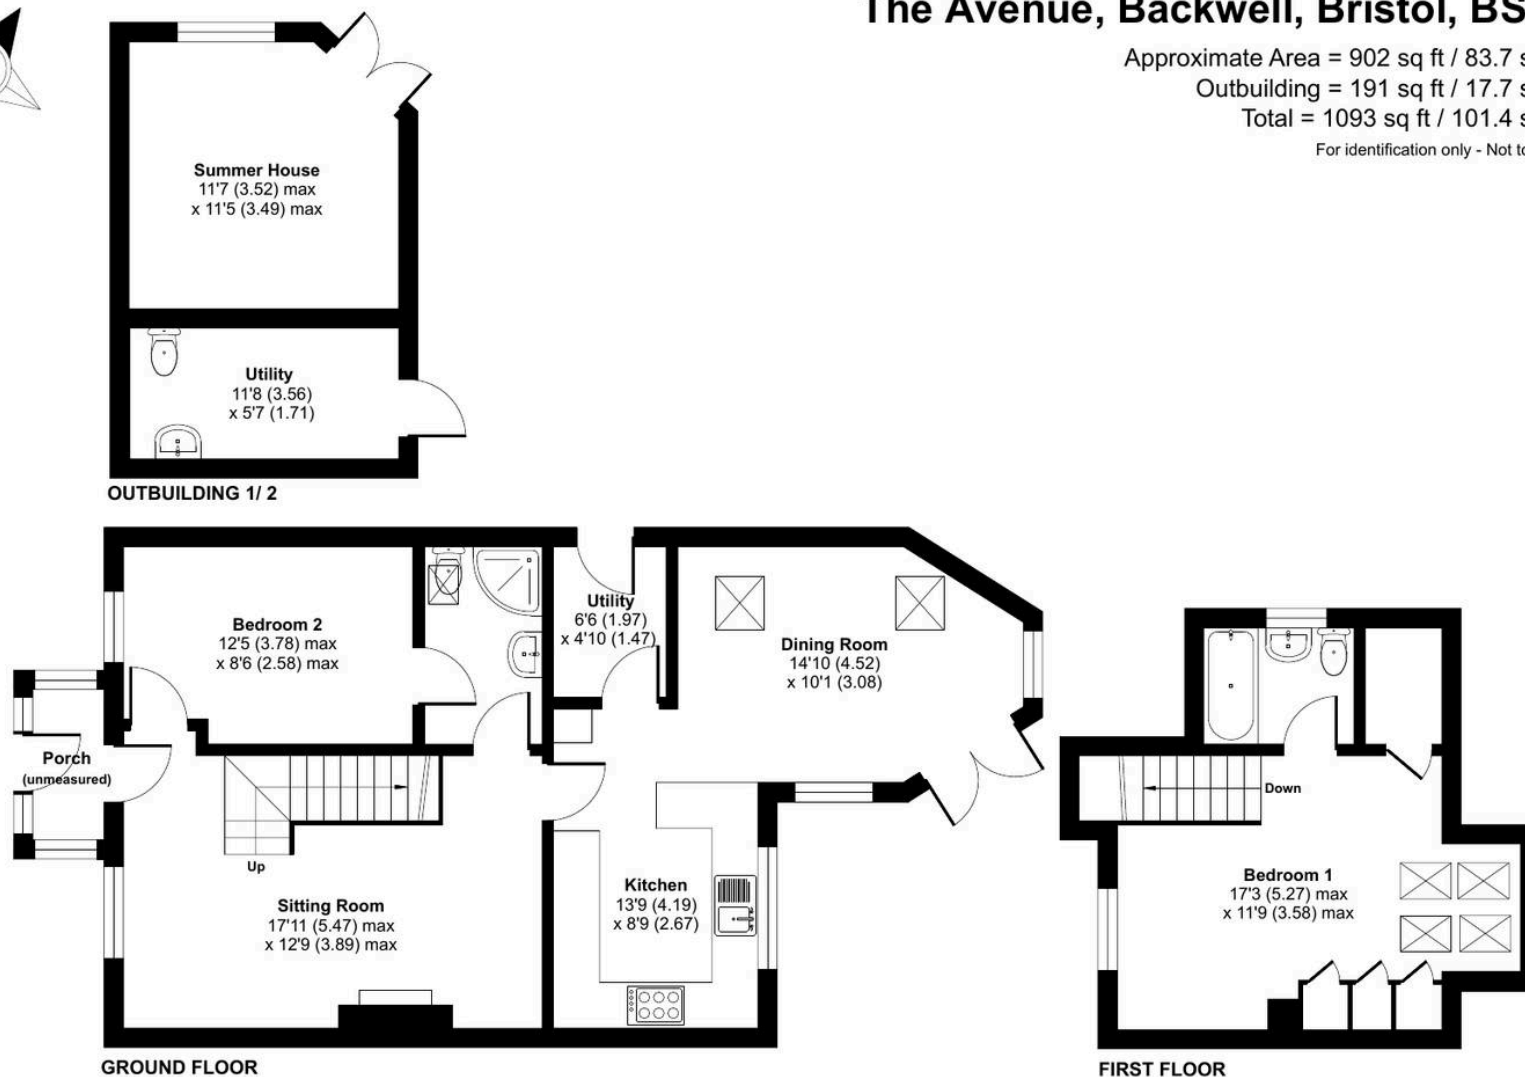 The Avenue, Backwell, Bristol, BS
Approximate Area = 902 sq ft / 83.7 s
Outbuilding = 191 sq ft / 17.7 s
Total = 1093 sq ft / 101.4 s
For identification only - Not to
Summer House
11'7 (3.52) max
x 11'5 (3.49) max
Utility
11'8 (3.56)
x 5'7 (1.71)
OUTBUILDING 1/ 2
Bedroom 2
12'5 (3.78) max
x 8'6 (2.58) max
Utility
6'6 (1.97)
x 4'10 (1.47)
Dining Room
14'10 (4.52)
x 10'1 (3.08)
Porch
(unmeasured)
Up
Sitting Room
17'11 (5.47) max
x 12'9 (3.89) max
Kitchen
13'9 (4.19)
x 8'9 (2.67)
GROUND FLOOR
Down
Bedroom 1
17'3 (5.27) max
x 11'9 (3.58) max
FIRST FLOOR